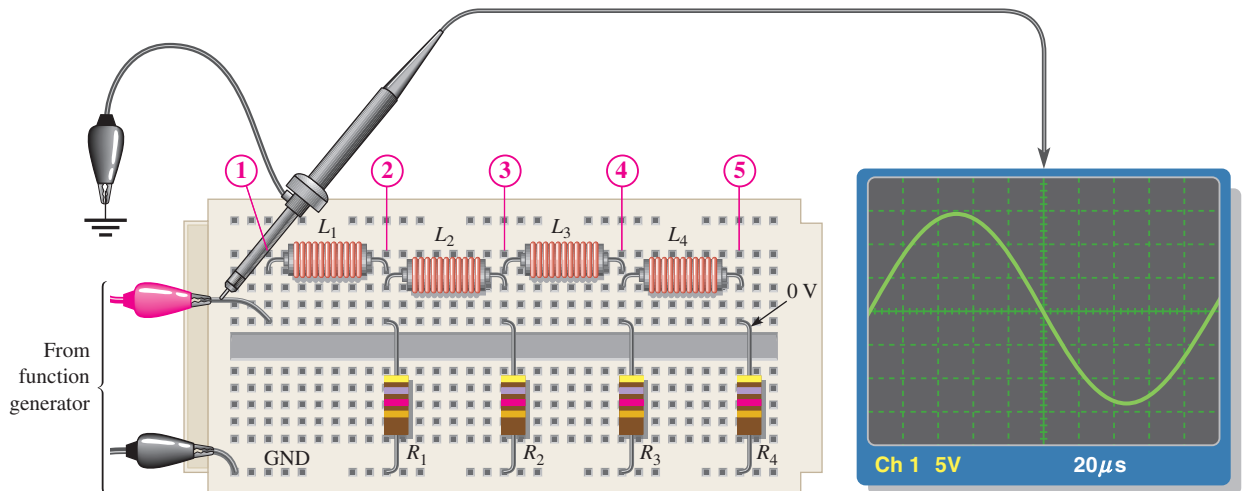 1 2 3 4 5
L1 L2 L3 L4
0 V
From
function
generator
GND
R1 R2 R3 R4
Ch 1 5V 20μs